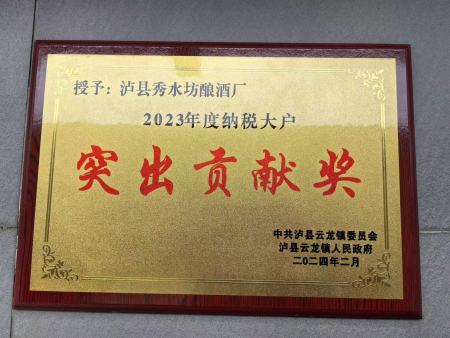 授予：泸县秀水坊酿酒厂
2023年度纳税大户
突出贡献奖
中共泸县云龙镇委员会
泸县云龙镇人民政府
二〇二四年二月